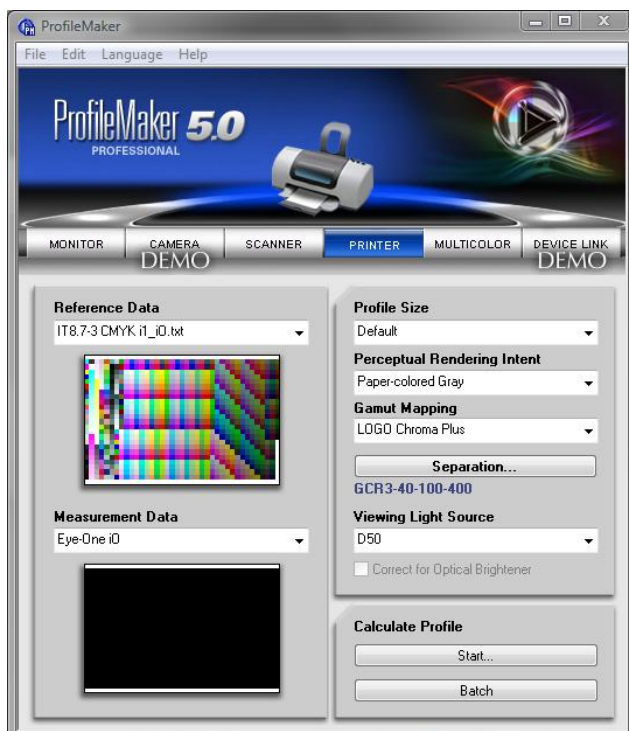 ProfileMaker
File Edit Language Help
ProfileMaker 5.0
PROFESSIONAL
MONITOR CAMERA SCANNER PRINTER MULTICOLOR DEVICE LINK
DEMO DEMO
Reference Data
IT8.7-3 CMYK i1_iO.txt
Measurement Data
Eye-One iO
Profile Size
Default
Perceptual Rendering Intent
Paper-colored Gray
Gamut Mapping
LOGO Chroma Plus
Separation...
GCR3-40-100-400
Viewing Light Source
D50
Correct for Optical Brightener
Calculate Profile
Start...
Batch